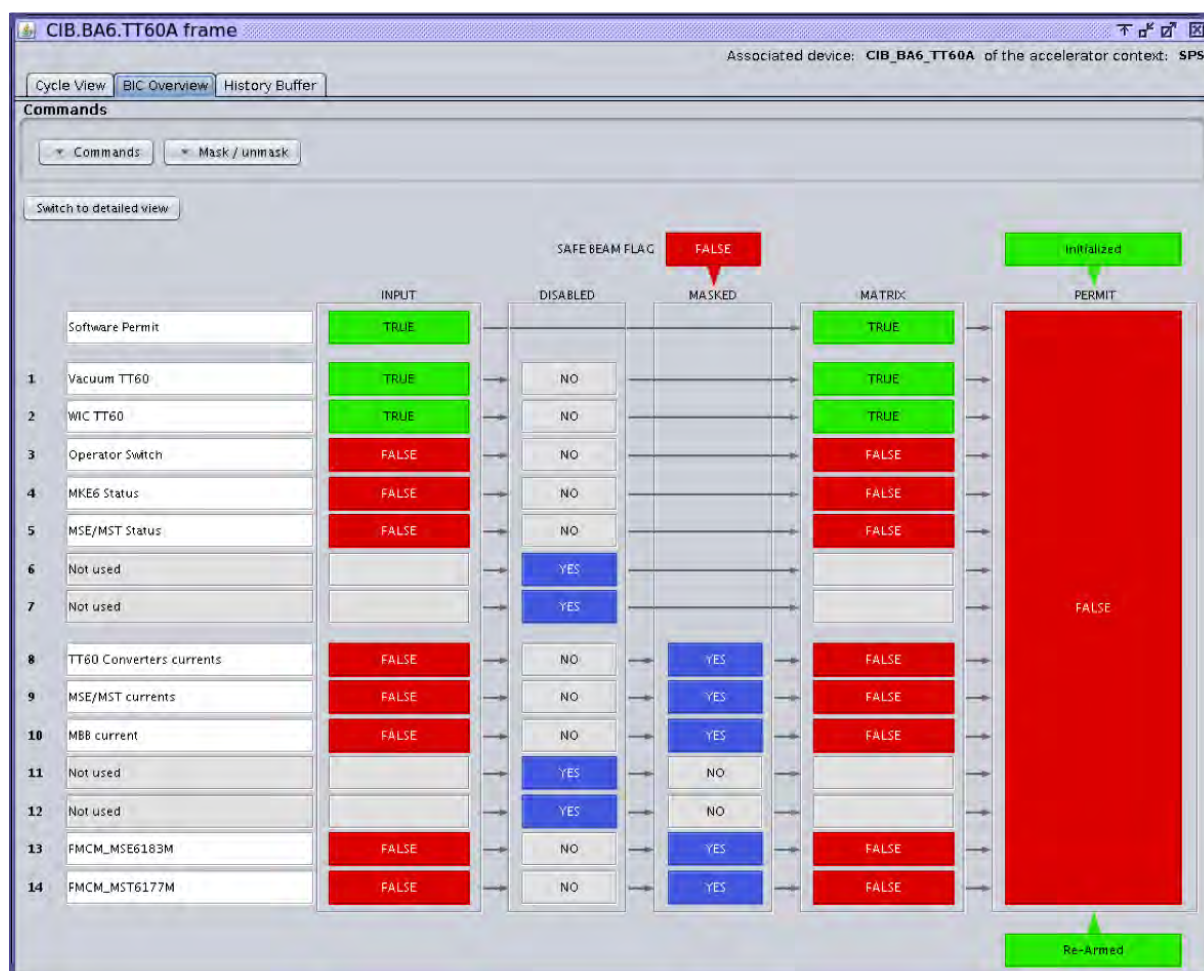 CIB.BA6.TT60A frame
Associated device: CIB_BA6_TT60A of the accelerator context: SPS
Cycle View BIC Overview History Buffer
Commands
Commands Mask / unmask
Switch to detailed view
SAFE BEAM FLAG FALSE Initialized
INPUT DISABLED MASKED MATRIX PERMIT
Software Permit TRUE TRUE
1 Vacuum TT60 TRUE NO TRUE
2 WIC TT60 TRUE NO TRUE
3 Operator Switch FALSE NO FALSE
4 MKE6 Status FALSE NO FALSE
5 MSE/MST Status FALSE NO FALSE
6 Not used YES
7 Not used YES FALSE
8 TT60 Converters currents FALSE NO YES FALSE
9 MSE/MST currents FALSE NO YES FALSE
10 MBB current FALSE NO YES FALSE
11 Not used YES NO
12 Not used YES NO
13 FMCM_MSE6183M FALSE NO YES FALSE
14 FMCM_MST6177M FALSE NO YES FALSE
Re-Armed